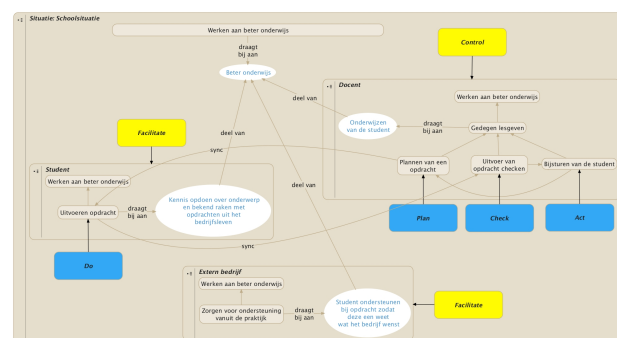 Situatie: Schoolsituatie
Werken aan beter onderwijs
draagt
bij aan
Beter onderwijs
Control
Docent
Werken aan beter onderwijs
deel van
Onderwijzen
van de student
draagt
bij aan
Gedegen lesgeven
Facilitate
deel van
sync
Plannen van een
opdracht
Uitvoer van
opdracht checken
Bijsturen van de student
Student
Werken aan beter onderwijs
Uitvoeren opdracht
draagt
bij aan
Kennis opdoen over onderwerp
en bekend raken met
opdrachten uit het
bedrijfsleven
deel van
Plan
Check
Act
sync
Do
Extern bedrijf
Werken aan beter onderwijs
Zorgen voor ondersteuning
vanuit de praktijk
draagt
bij aan
Student ondersteunen
bij opdracht zodat
deze een weet
wat het bedrijf wenst
Facilitate